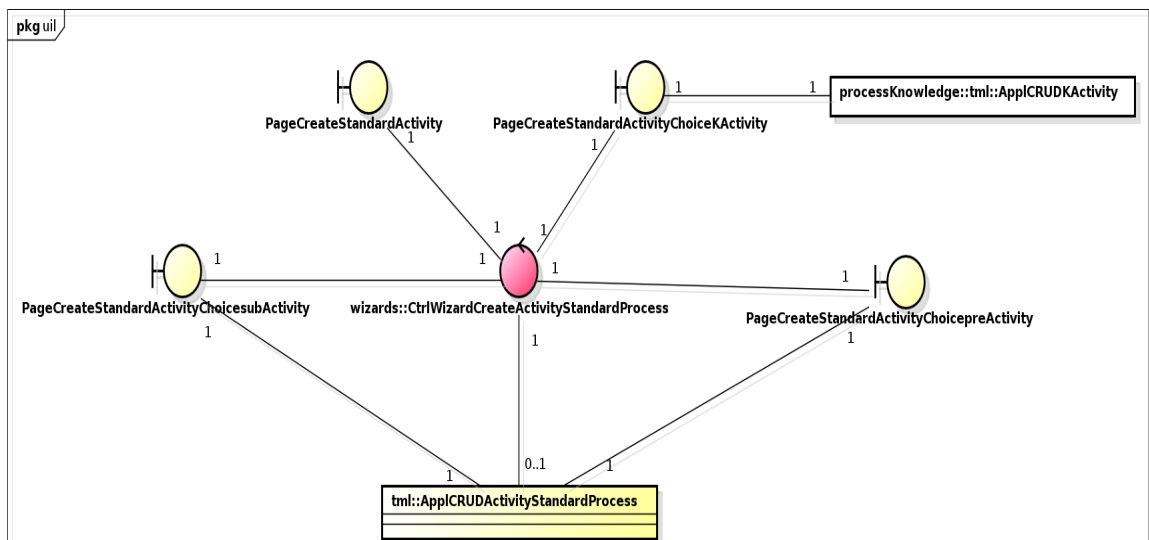 pkg uil
1
1
processKnowledge::tml::ApplCRUDKActivity
PageCreateStandardActivity
PageCreateStandardActivityChoiceKActivity
1
1
1
1
1
1
1
1
PageCreateStandardActivityChoicesubActivity
wizards::CtrlWizardCreateActivityStandardProcess
PageCreateStandardActivityChoicepreActivity
1
1
1
1
0..1
1
tml::ApplCRUDActivityStandardProcess